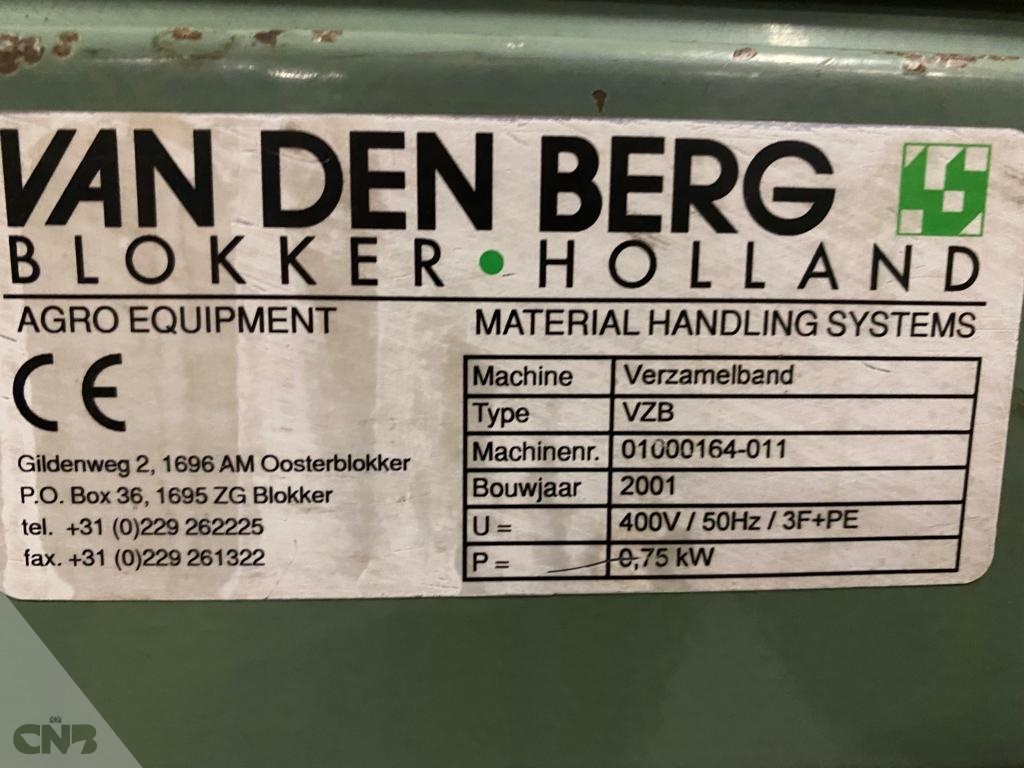 VAN DEN BERG
BLOKKER • HOLLAND
AGRO EQUIPMENT
MATERIAL HANDLING SYSTEMS
CE
Gildenweg 2, 1696 AM Oosterblokker
P.O. Box 36, 1695 ZG Blokker
tel. +31 (0)229 262225
fax. +31 (0)229 261322
Machine Verzamelband
Type VZB
Machinenr. 01000164-011
Bouwjaar 2001
U = 400V / 50Hz / 3F+PE
P = 0,75 kW
CNB